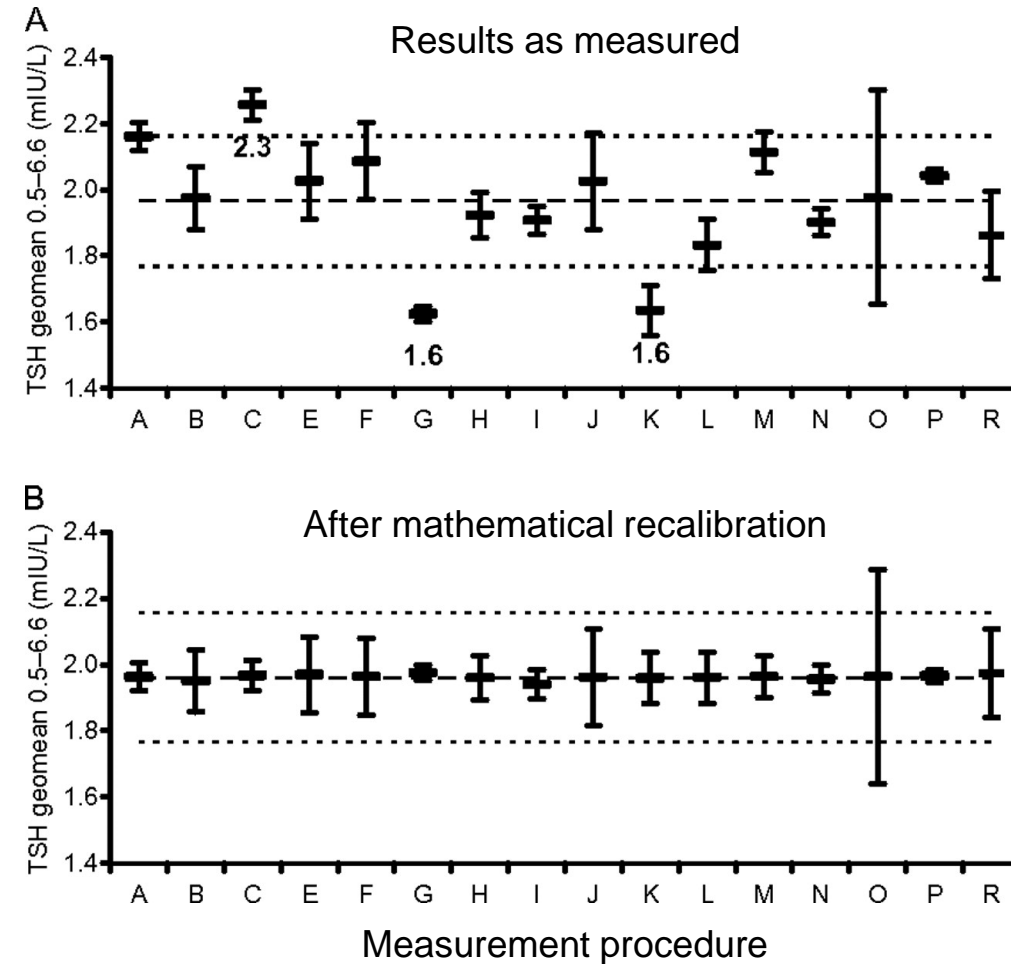 A
Results as measured
TSH geomean 0.5–6.6 (mIU/L)
2.4
2.2
2.0
1.8
1.6
1.4
2.3
1.6
1.6
A B C E F G H I J K L M N O P R
B
After mathematical recalibration
TSH geomean 0.5–6.6 (mIU/L)
2.4
2.2
2.0
1.8
1.6
1.4
A B C E F G H I J K L M N O P R
Measurement procedure